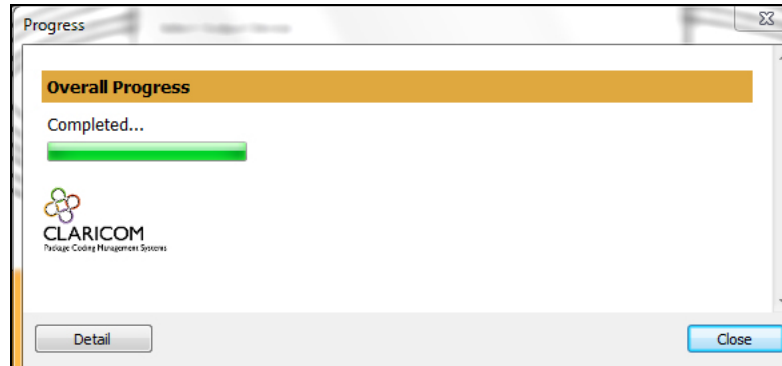 Progress
Overall Progress
Completed...
CLARICOM
Package Coding Management Systems
Detail
Close